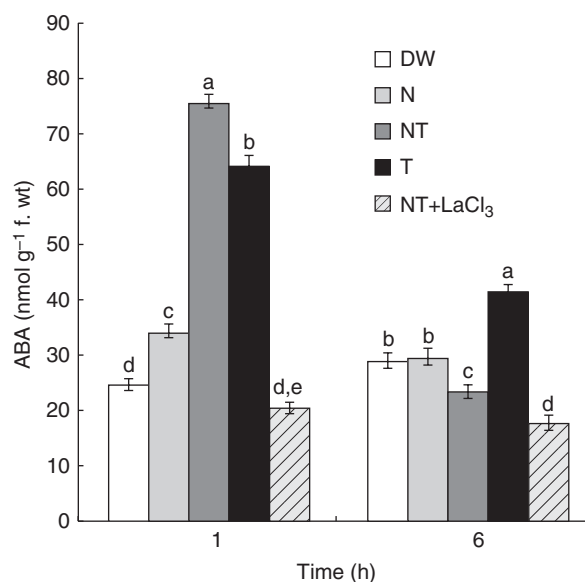 90
80
70
60
50
40
30
20
10
0
ABA (nmol g⁻¹ f. wt)
DW
N
NT
T
NT+LaCl₃
d
c
a
b
d,e
b
b
c
a
d
1
6
Time (h)